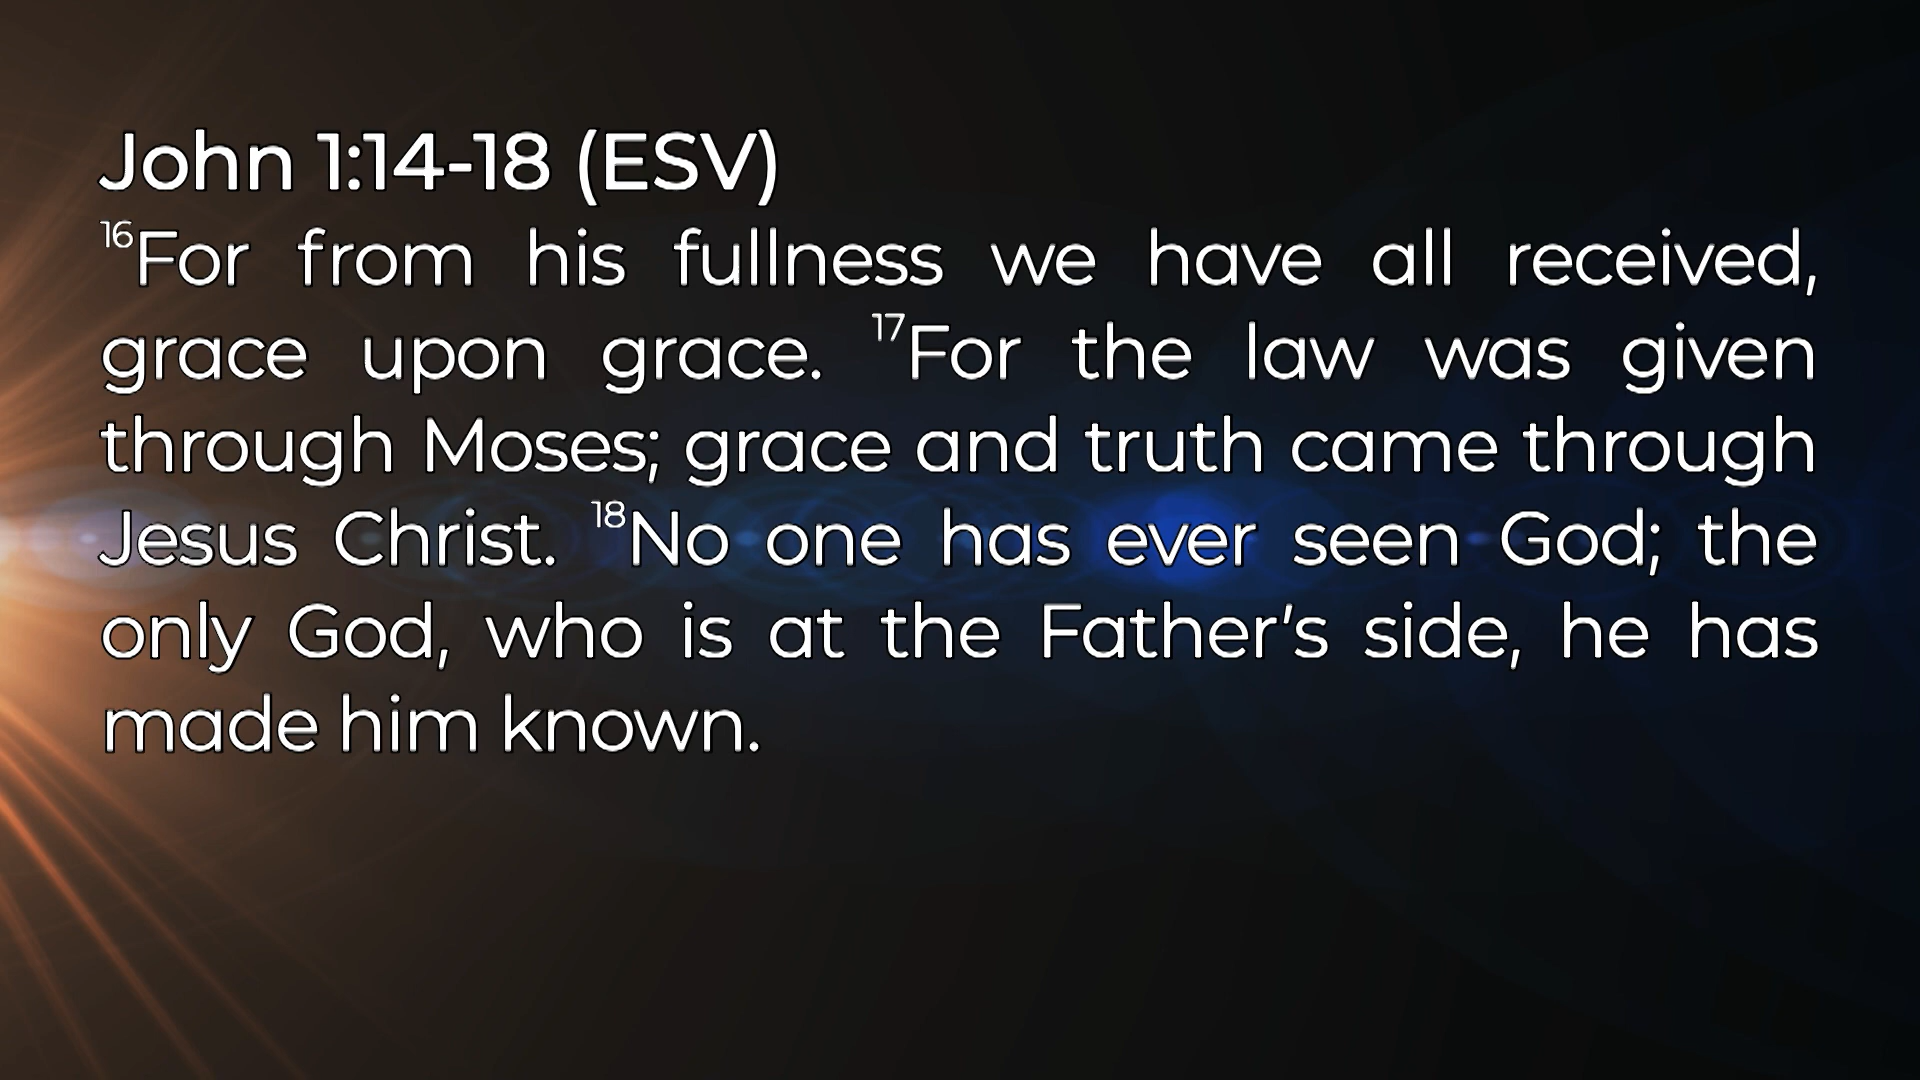 John 1:14-18 (ESV)
16For from his fullness we have all received,
grace upon grace. 17For the law was given
through Moses; grace and truth came through
Jesus Christ. 18No one has ever seen God; the
only God, who is at the Father’s side, he has
made him known.